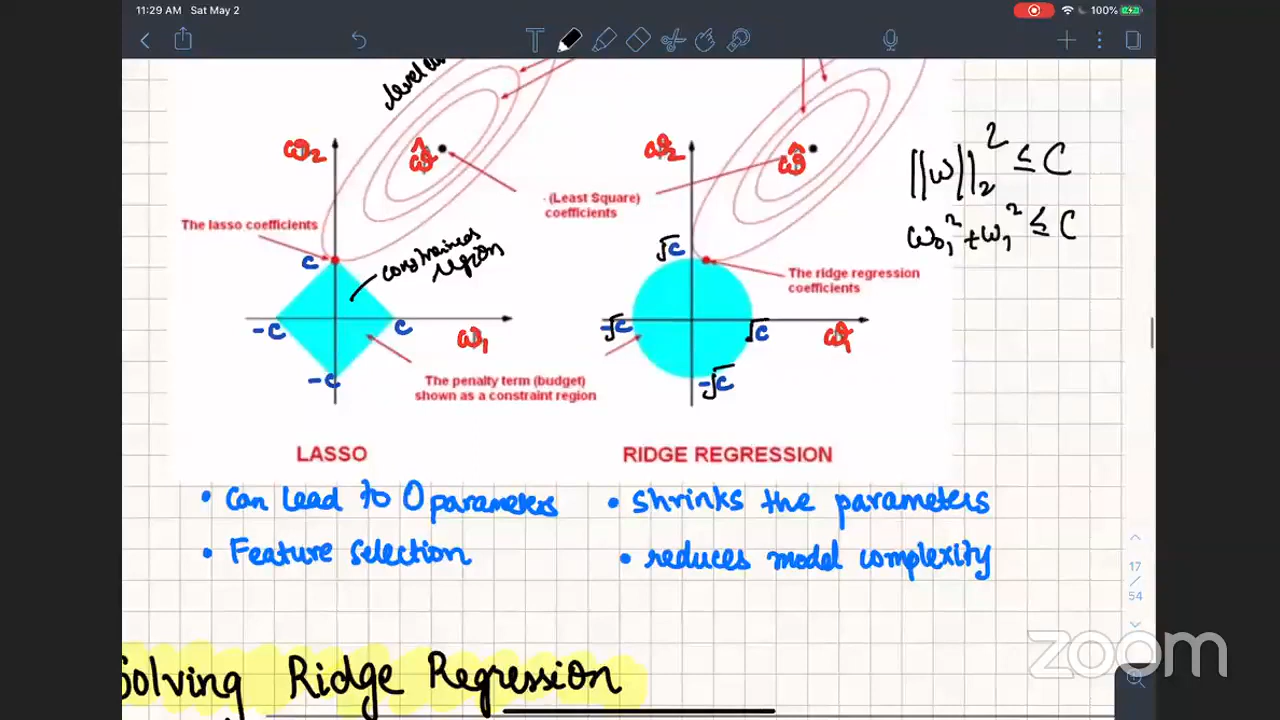 11:29 AM Sat May 2
100%
T
level
ω2
ŵ
(Least Square)
coefficients
The lasso coefficients
c
constrained
region
-c
c
ω1
-c
The penalty term (budget)
shown as a constraint region
LASSO
ω2
ŵ
√c
The ridge regression
coefficients
-√c
√c
ω1
-√c
RIDGE REGRESSION
||w||₂² ≤ C
• can lead to 0 parameters
• Feature selection
• shrinks the parameters
• reduces model complexity
17
/
54
Solving Ridge Regression
zoom